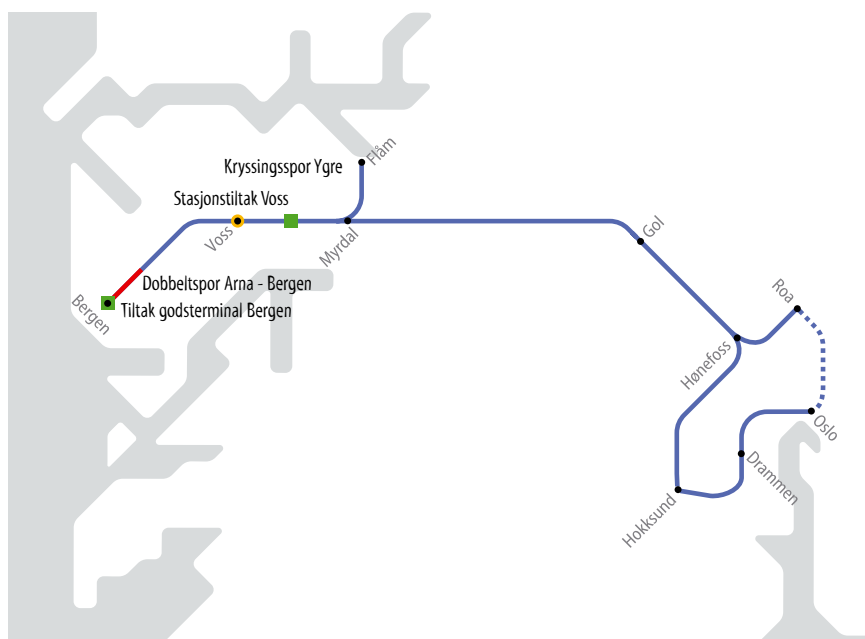 Kryssingsspor Ygre
Flåm
Stasjonstiltak Voss
Voss
Myrdal
Gol
Dobbeltspor Arna - Bergen
Tiltak godsterminal Bergen
Bergen
Roa
Hønefoss
Oslo
Drammen
Hokksund